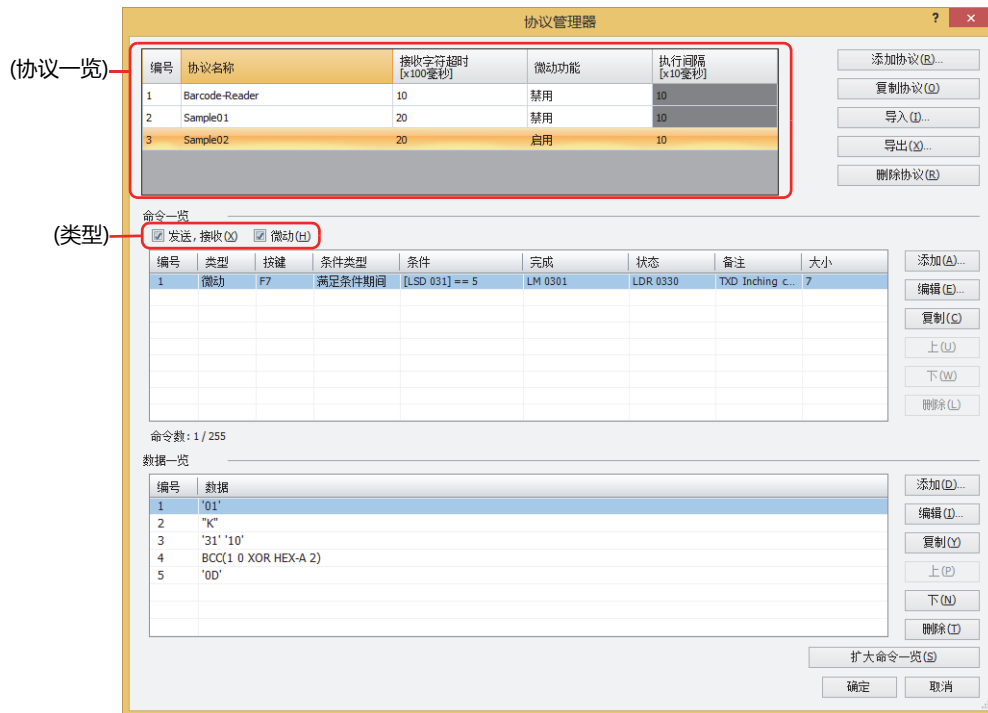 协议管理器 ? ×
(协议一览)
编号 协议名称 接收字符超时 [x100毫秒] 微动功能 执行间隔 [x10毫秒]
1 Barcode-Reader 10 禁用 10
2 Sample01 20 禁用 10
3 Sample02 20 启用 10
添加协议(R)...
复制协议(O)
导入(I)...
导出(X)...
删除协议(R)
命令一览
(类型)
发送,接收(X) 微动(H)
编号 类型 按键 条件类型 条件 完成 状态 备注 大小
1 微动 F7 满足条件期间 [LSD 031] == 5 LM 0301 LDR 0330 TXD Inching c... 7
添加(A)...
编辑(E)...
复制(C)
上(U)
下(W)
删除(L)
命令数:1/255
数据一览
编号 数据
1 '01'
2 "K"
3 '31' '10'
4 BCC(1 0 XOR HEX-A 2)
5 '0D'
添加(D)...
编辑(I)...
复制(Y)
上(P)
下(N)
删除(T)
扩大命令一览(S)
确定 取消